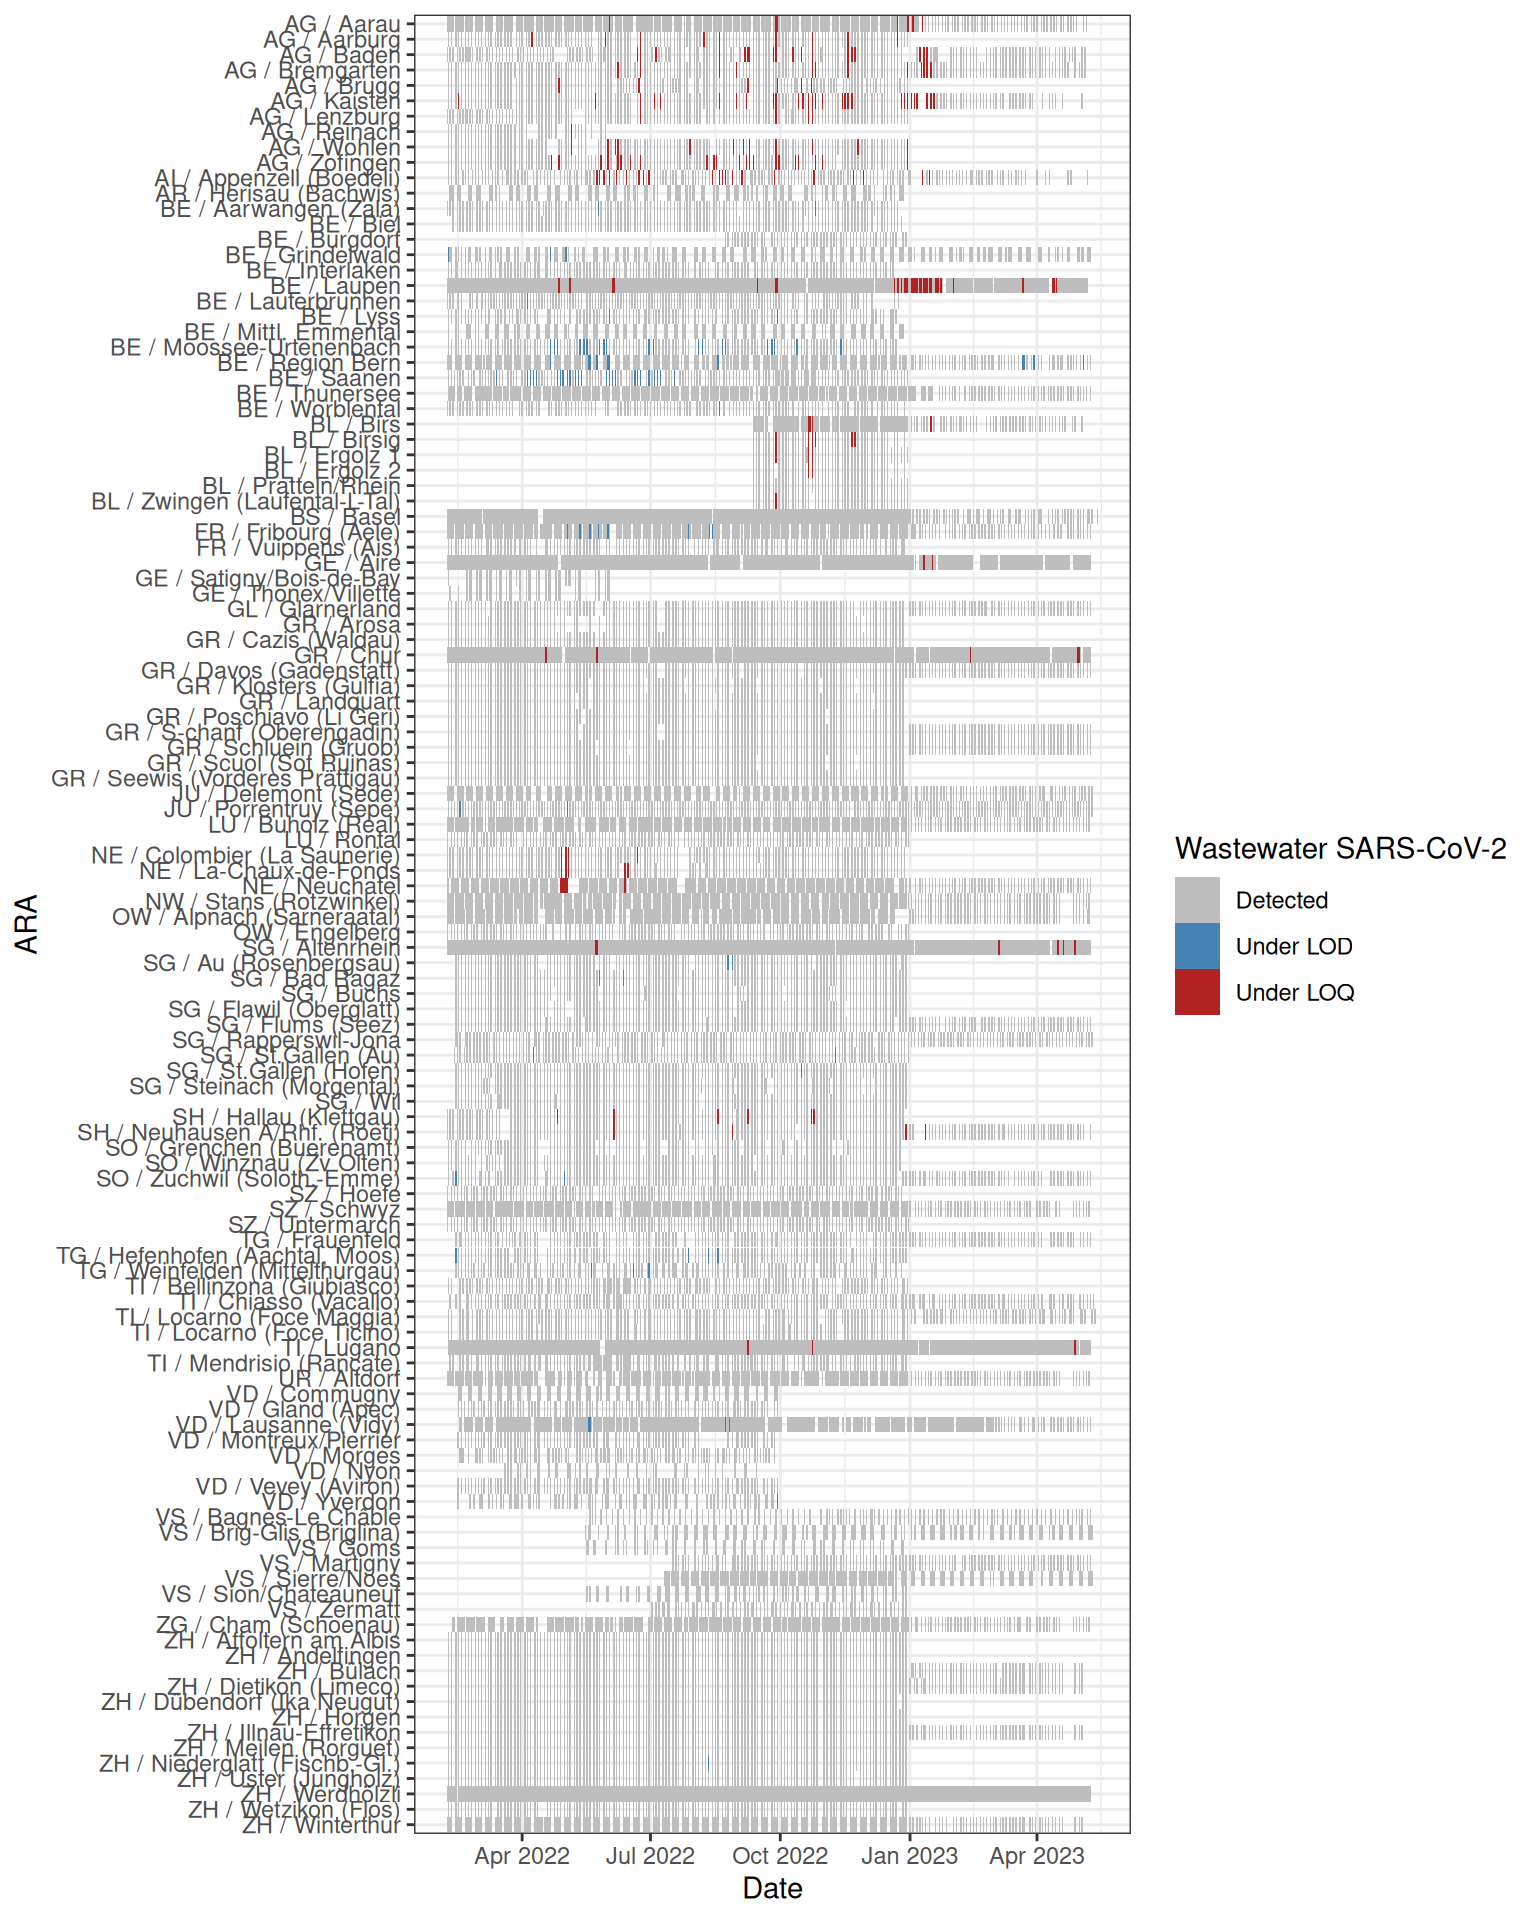 AG / Aarau
AG / Aarburg
AG / Baden
AG / Bremgarten
AG / Brugg
AG / Kaisten
AG / Lenzburg
AG / Reinach
AG / Wohlen
AG / Zofingen
AI / Appenzell (Boedeli)
AR / Herisau (Bachwis)
BE / Aarwangen (Zala)
BE / Biel
BE / Burgdorf
BE / Grindelwald
BE / Interlaken
BE / Laupen
BE / Lauterbrunnen
BE / Lyss
BE / Mittl. Emmental
BE / Moossee-Urtenenbach
BE / Region Bern
BE / Saanen
BE / Thunersee
BE / Worblental
BL / Birs
BL / Birsig
BL / Ergolz 1
BL / Ergolz 2
BL / Pratteln/Rhein
BL / Zwingen (Laufental-L-Tal)
BS / Basel
FR / Fribourg (Aele)
FR / Vuippens (Ais)
GE / Aire
GE / Satigny/Bois-de-Bay
GE / Thonex/Villette
GL / Glarnerland
GR / Arosa
GR / Cazis (Waldau)
GR / Chur
GR / Davos (Gadenstatt)
GR / Klosters (Gulfia)
GR / Landquart
GR / Poschiavo (Li Geri)
GR / S-chanf (Oberengadin)
GR / Schluein (Gruob)
GR / Scuol (Sot Ruinas)
GR / Seewis (Vorderes Prättigau)
JU / Delemont (Sede)
JU / Porrentruy (Sepe)
LU / Buholz (Real)
LU / Rontal
NE / Colombier (La Saunerie)
NE / La-Chaux-de-Fonds
NE / Neuchatel
NW / Stans (Rotzwinkel)
OW / Alpnach (Sarneraatal)
OW / Engelberg
SG / Altenrhein
SG / Au (Rosenbergsau)
SG / Bad Ragaz
SG / Buchs
SG / Flawil (Oberglatt)
SG / Flums (Seez)
SG / Rapperswil-Jona
SG / St.Gallen (Au)
SG / St.Gallen (Hofen)
SG / Steinach (Morgental)
SG / Wil
SH / Hallau (Klettgau)
SH / Neuhausen A/Rhf. (Roeti)
SO / Grenchen (Buerenamt)
SO / Winznau (Zv Olten)
SO / Zuchwil (Soloth.-Emme)
SZ / Hoefe
SZ / Schwyz
SZ / Untermarch
TG / Frauenfeld
TG / Hefenhofen (Aachtal, Moos)
TG / Weinfelden (Mittelthurgau)
TI / Bellinzona (Giubiasco)
TI / Chiasso (Vacallo)
TI / Locarno (Foce Maggia)
TI / Locarno (Foce Ticino)
TI / Lugano
TI / Mendrisio (Rancate)
UR / Altdorf
VD / Commugny
VD / Gland (Apec)
VD / Lausanne (Vidy)
VD / Montreux/Pierrier
VD / Morges
VD / Nyon
VD / Vevey (Aviron)
VD / Yverdon
VS / Bagnes-Le Châble
VS / Brig-Glis (Briglina)
VS / Goms
VS / Martigny
VS / Sierre/Noes
VS / Sion/Chateauneuf
VS / Zermatt
ZG / Cham (Schoenau)
ZH / Affoltern am Albis
ZH / Andelfingen
ZH / Bülach
ZH / Dietikon (Limeco)
ZH / Dübendorf (Ika Neugut)
ZH / Horgen
ZH / Illnau-Effretikon
ZH / Meilen (Rorguet)
ZH / Niederglatt (Fischb.-Gl.)
ZH / Uster (Jungholz)
ZH / Werdhölzli
ZH / Wetzikon (Flos)
ZH / Winterthur
ARA
Apr 2022
Jul 2022
Oct 2022
Jan 2023
Apr 2023
Date
Wastewater SARS-CoV-2
Detected
Under LOD
Under LOQ